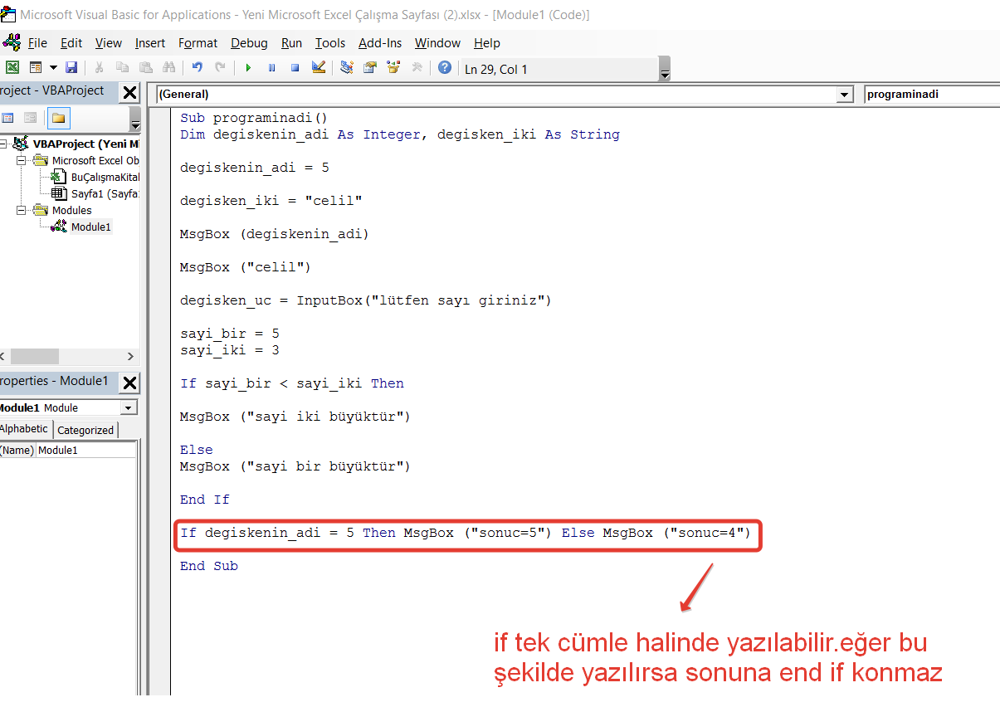 Microsoft Visual Basic for Applications - Yeni Microsoft Excel Çalışma Sayfası (2).xlsx - [Module1 (Code)]
File Edit View Insert Format Debug Run Tools Add-Ins Window Help
Ln 29, Col 1
roject - VBAProject
(General)
programinadi
VBAProject (Yeni M
Microsoft Excel Ob
BuÇalışmaKital
Sayfa1 (Sayfa
Modules
Module1
roperties - Module1
Module1 Module
Alphabetic Categorized
(Name) Module1
Sub programinadi()
Dim degiskenin_adi As Integer, degisken_iki As String
degiskenin_adi = 5
degisken_iki = "celil"
MsgBox (degiskenin_adi)
MsgBox ("celil")
degisken_uc = InputBox("lütfen sayı giriniz")
sayi_bir = 5
sayi_iki = 3
If sayi_bir < sayi_iki Then
MsgBox ("sayi iki büyüktür")
Else
MsgBox ("sayi bir büyüktür")
End If
If degiskenin_adi = 5 Then MsgBox ("sonuc=5") Else MsgBox ("sonuc=4")
End Sub
if tek cümle halinde yazılabilir.eğer bu
şekilde yazılırsa sonuna end if konmaz